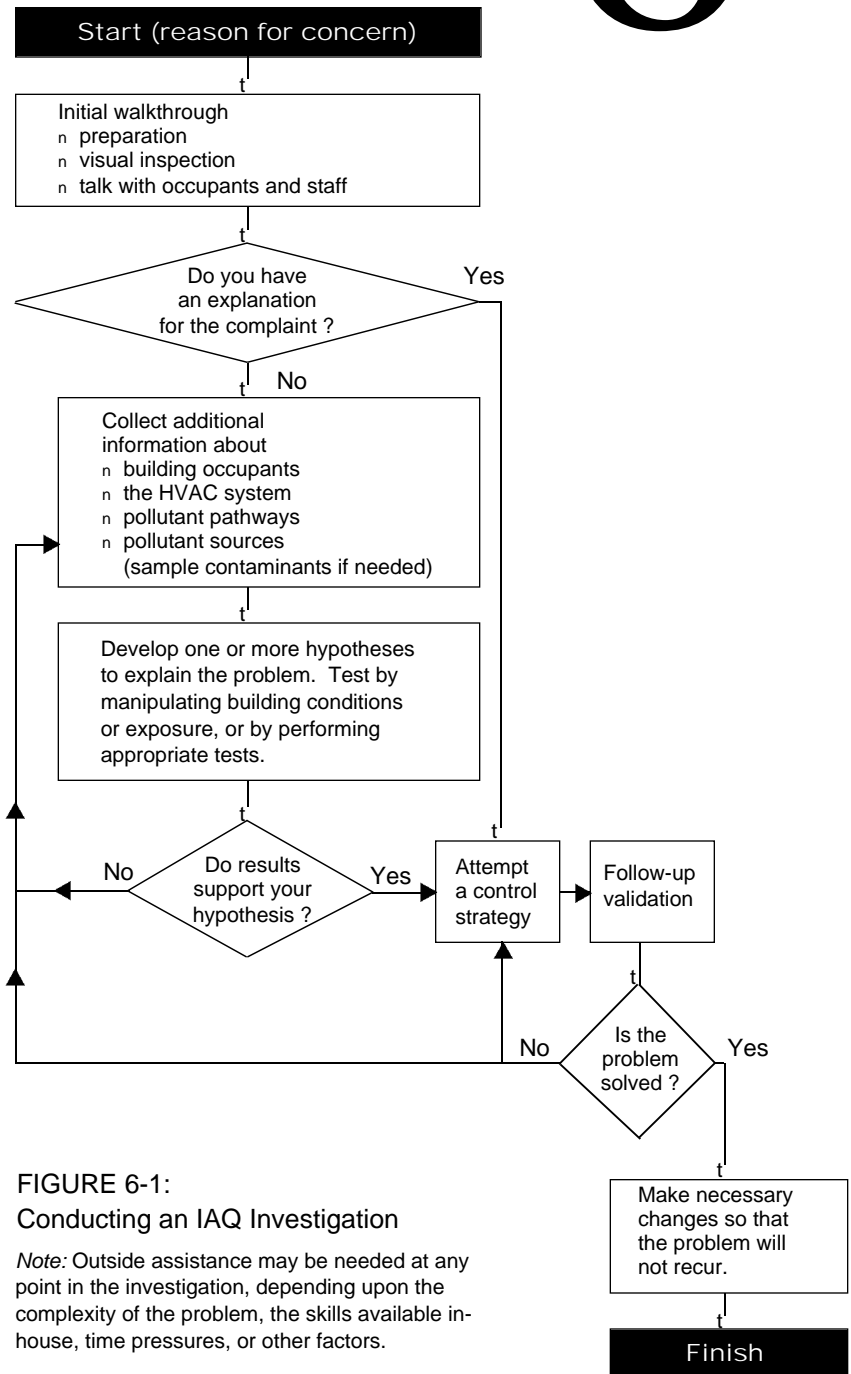 Start (reason for concern)
t
Initial walkthrough
n preparation
n visual inspection
n talk with occupants and staff
t
Do you have
an explanation
for the complaint ?
Yes
t
No
Collect additional
information about
n building occupants
n the HVAC system
n pollutant pathways
n pollutant sources
(sample contaminants if needed)
t
Develop one or more hypotheses
to explain the problem. Test by
manipulating building conditions
or exposure, or by performing
appropriate tests.
t
No
Do results
support your
hypothesis ?
Yes
t
Attempt
a control
strategy
Follow-up
validation
t
No
Is the
problem
solved ?
Yes
t
Make necessary
changes so that
the problem will
not recur.
t
Finish
FIGURE 6-1:
Conducting an IAQ Investigation
Note: Outside assistance may be needed at any
point in the investigation, depending upon the
complexity of the problem, the skills available in-
house, time pressures, or other factors.